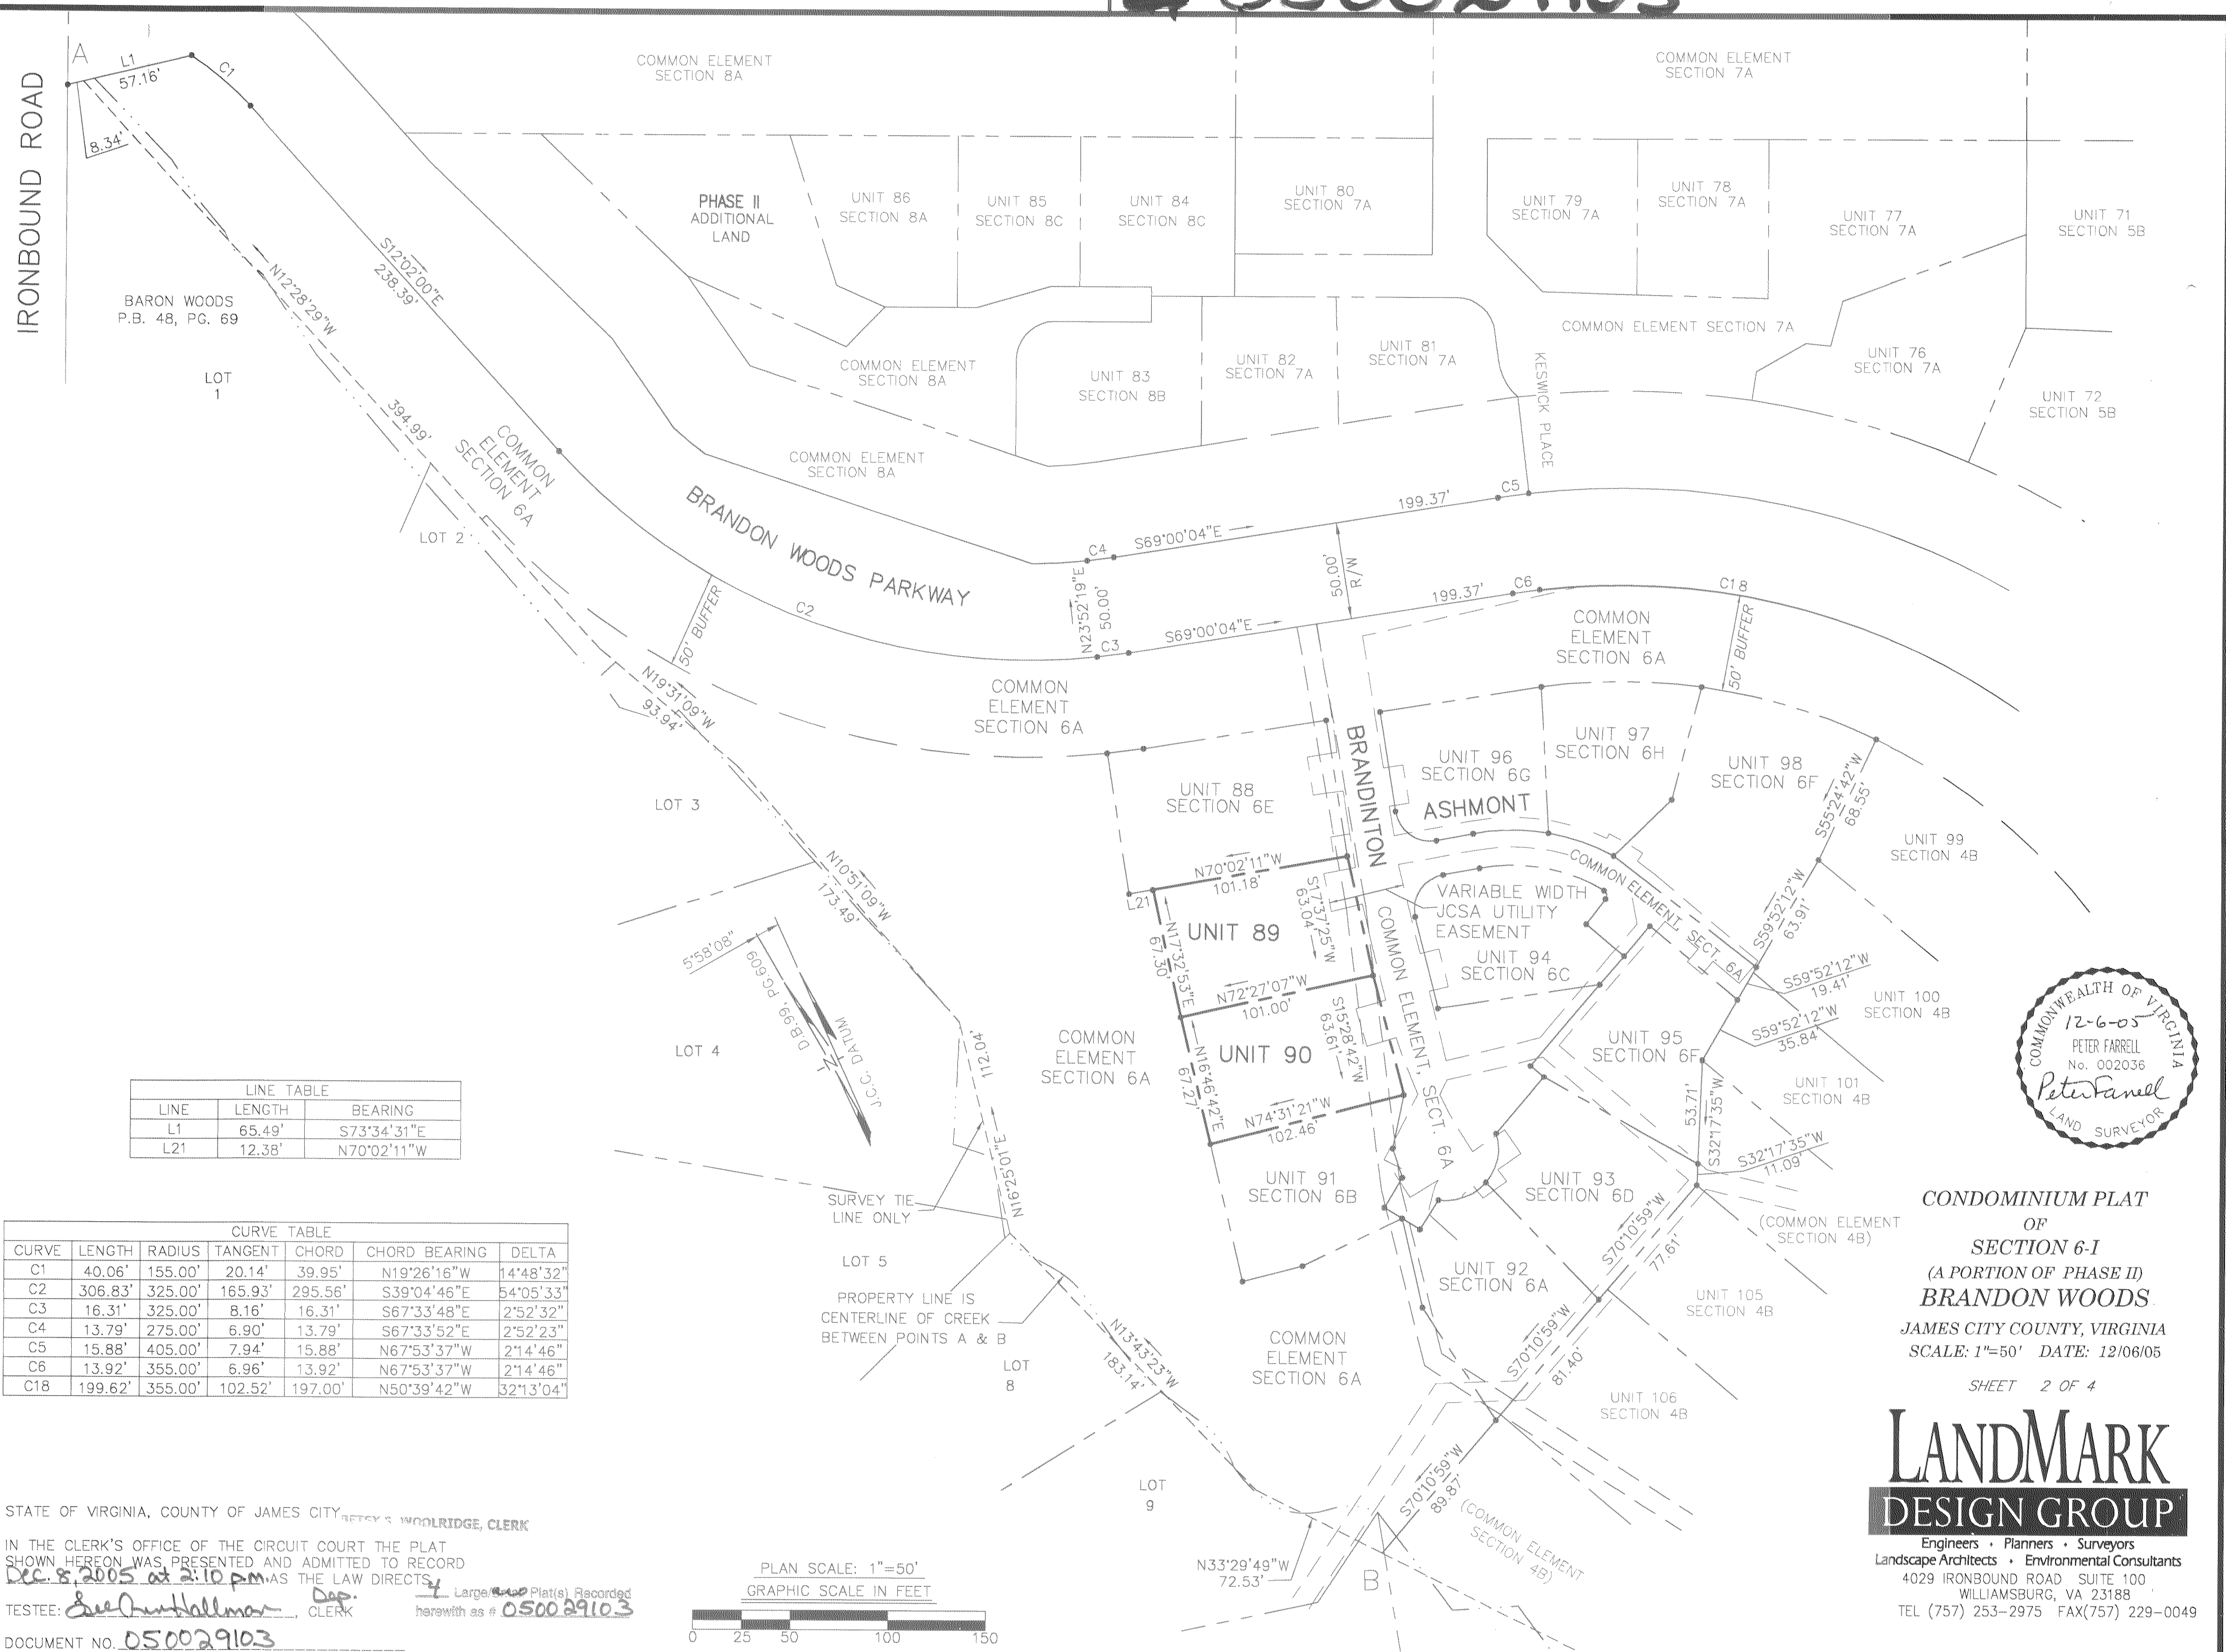 050029103
A
L1
57.16'
C1
8.34'
IRONBOUND ROAD
COMMON ELEMENT
SECTION 8A
COMMON ELEMENT
SECTION 7A
PHASE II
ADDITIONAL
LAND
UNIT 86
SECTION 8A
UNIT 85
SECTION 8C
UNIT 84
SECTION 8C
UNIT 80
SECTION 7A
UNIT 79
SECTION 7A
UNIT 78
SECTION 7A
UNIT 77
SECTION 7A
UNIT 71
SECTION 5B
S12°02'00"E
238.39'
N12°28'29"W
394.99'
BARON WOODS
P.B. 48, PG. 69
LOT
1
COMMON ELEMENT
SECTION 8A
UNIT 83
SECTION 8B
UNIT 82
SECTION 7A
UNIT 81
SECTION 7A
KESWICK PLACE
COMMON ELEMENT SECTION 7A
UNIT 76
SECTION 7A
UNIT 72
SECTION 5B
COMMON
ELEMENT
SECTION 6A
COMMON ELEMENT
SECTION 8A
LOT 2
BRANDON WOODS PARKWAY
C2
50' BUFFER
C4
S69°00'04"E
199.37'
C5
N23°52'19"E
50.00'
C3
S69°00'04"E
50.00'
R/W
199.37'
C6
C18
COMMON
ELEMENT
SECTION 6A
50' BUFFER
N19°31'09"W
93.94'
COMMON
ELEMENT
SECTION 6A
LOT 3
UNIT 88
SECTION 6E
BRANDINTON
UNIT 96
SECTION 6G
UNIT 97
SECTION 6H
UNIT 98
SECTION 6F
ASHMONT
S55°24'42"W
68.55'
UNIT 99
SECTION 4B
N10°51'09"W
173.49'
N70°02'11"W
101.18'
L21
UNIT 89
N17°32'53"E
67.30'
S17°37'25"W
63.04'
VARIABLE WIDTH
JCSA UTILITY
EASEMENT
COMMON ELEMENT, SECT. 6A
S59°52'12"W
63.91'
UNIT 94
SECTION 6C
S59°52'12"W
19.41'
UNIT 100
SECTION 4B
S59°52'12"W
35.84'
5°58'08"
D.B.99, PG.609
J.C.C. DATUM
LOT 4
112.04'
N16°25'01"E
COMMON
ELEMENT
SECTION 6A
N72°27'07"W
101.00'
UNIT 90
N16°46'42"E
67.27'
S15°28'42"W
63.61'
COMMON ELEMENT, SECT. 6A
UNIT 95
SECTION 6F
UNIT 101
SECTION 4B
53.71'
S32°17'35"W
S32°17'35"W
11.09'
N74°31'21"W
102.46'
COMMONWEALTH OF VIRGINIA
12-6-05
PETER FARRELL
No. 002036
Peter Farrell
LAND SURVEYOR
LINE TABLE
LINE LENGTH BEARING
L1 65.49' S73°34'31"E
L21 12.38' N70°02'11"W
SURVEY TIE
LINE ONLY
LOT 5
UNIT 91
SECTION 6B
UNIT 93
SECTION 6D
S70°10'59"W
77.61'
(COMMON ELEMENT
SECTION 4B)
CURVE TABLE
CURVE LENGTH RADIUS TANGENT CHORD CHORD BEARING DELTA
C1 40.06' 155.00' 20.14' 39.95' N19°26'16"W 14°48'32"
C2 306.83' 325.00' 165.93' 295.56' S39°04'46"E 54°05'33"
C3 16.31' 325.00' 8.16' 16.31' S67°33'48"E 2°52'32"
C4 13.79' 275.00' 6.90' 13.79' S67°33'52"E 2°52'23"
C5 15.88' 405.00' 7.94' 15.88' N67°53'37"W 2°14'46"
C6 13.92' 355.00' 6.96' 13.92' N67°53'37"W 2°14'46"
C18 199.62' 355.00' 102.52' 197.00' N50°39'42"W 32°13'04"
PROPERTY LINE IS
CENTERLINE OF CREEK
BETWEEN POINTS A & B
N13°43'23"W
183.14'
LOT
8
COMMON
ELEMENT
SECTION 6A
UNIT 92
SECTION 6A
S70°10'59"W
81.40'
UNIT 105
SECTION 4B
UNIT 106
SECTION 4B
LOT
9
S70°10'59"W
89.87'
(COMMON ELEMENT
SECTION 4B)
N33°29'49"W
72.53'
B
CONDOMINIUM PLAT
OF
SECTION 6-I
(A PORTION OF PHASE II)
BRANDON WOODS
JAMES CITY COUNTY, VIRGINIA
SCALE: 1"=50' DATE: 12/06/05
SHEET 2 OF 4
LANDMARK
DESIGN GROUP
Engineers • Planners • Surveyors
Landscape Architects • Environmental Consultants
4029 IRONBOUND ROAD SUITE 100
WILLIAMSBURG, VA 23188
TEL (757) 253-2975 FAX(757) 229-0049
STATE OF VIRGINIA, COUNTY OF JAMES CITY BETSY S. WOOLRIDGE, CLERK
IN THE CLERK'S OFFICE OF THE CIRCUIT COURT THE PLAT
SHOWN HEREON WAS PRESENTED AND ADMITTED TO RECORD
Dec. 8, 2005 at 2:10 p.m. AS THE LAW DIRECTS
4 Large/ Plat(s) Recorded
herewith as # 050029103
TESTEE: , Dep. CLERK
DOCUMENT NO. 050029103
PLAN SCALE: 1"=50'
GRAPHIC SCALE IN FEET
0 25 50 100 150